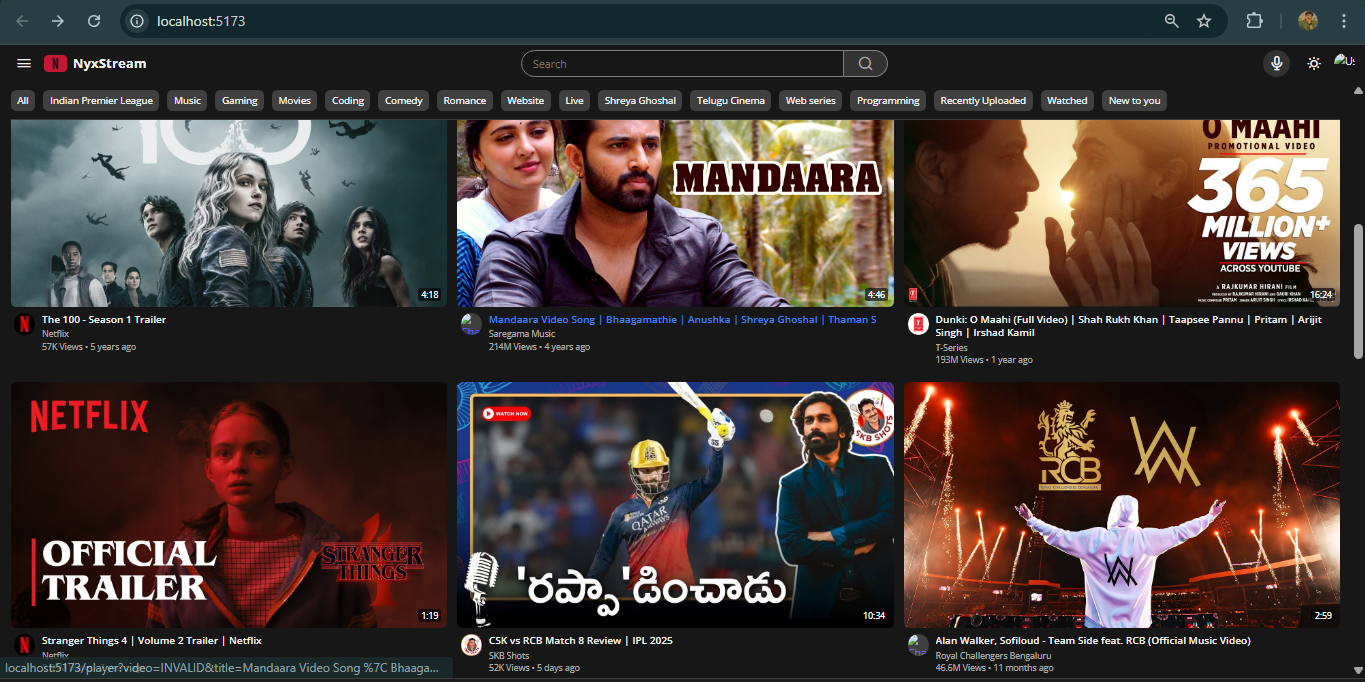 localhost:5173
N NyxStream
Search
All Indian Premier League Music Gaming Movies Coding Comedy Romance Website Live Shreya Ghoshal Telugu Cinema Web series Programming Recently Uploaded Watched New to you
100
4:18
MANDAARA
4:46
O MAAHI
PROMOTIONAL VIDEO
365
MILLION+
VIEWS
ACROSS YOUTUBE
A RAJKUMAR HIRANI FILM
16:24
The 100 - Season 1 Trailer
Netflix
57K Views • 5 years ago
Mandaara Video Song | Bhaagamathie | Anushka | Shreya Ghoshal | Thaman S
Saregama Music
214M Views • 4 years ago
Dunki: O Maahi (Full Video) | Shah Rukh Khan | Taapsee Pannu | Pritam | Arijit
Singh | Irshad Kamil
T-Series
193M Views • 1 year ago
NETFLIX
OFFICIAL
TRAILER
STRANGER
THINGS
4
1:19
WATCH NOW
SKB SHOTS
QATAR
AIRWAYS
'రప్పా 'డించాడు
10:34
RCB
2:59
Stranger Things 4 | Volume 2 Trailer | Netflix
Netflix
CSK vs RCB Match 8 Review | IPL 2025
SKB Shots
52K Views • 5 days ago
Alan Walker, Sofiloud - Team Side feat. RCB (Official Music Video)
Royal Challengers Bengaluru
46.6M Views • 11 months ago
localhost:5173/player?video=INVALID&title=Mandaara Video Song %7C Bhaaga...